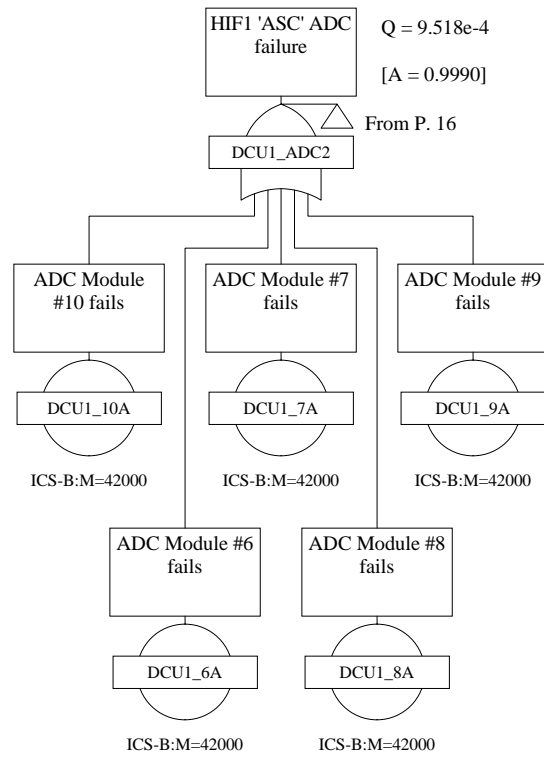 HIF1 'ASC' ADC
failure
Q = 9.518e-4
[A = 0.9990]
From P. 16
DCU1_ADC2
ADC Module
#10 fails
ADC Module #7
fails
ADC Module #9
fails
DCU1_10A
DCU1_7A
DCU1_9A
ICS-B:M=42000
ICS-B:M=42000
ICS-B:M=42000
ADC Module #6
fails
ADC Module #8
fails
DCU1_6A
DCU1_8A
ICS-B:M=42000
ICS-B:M=42000